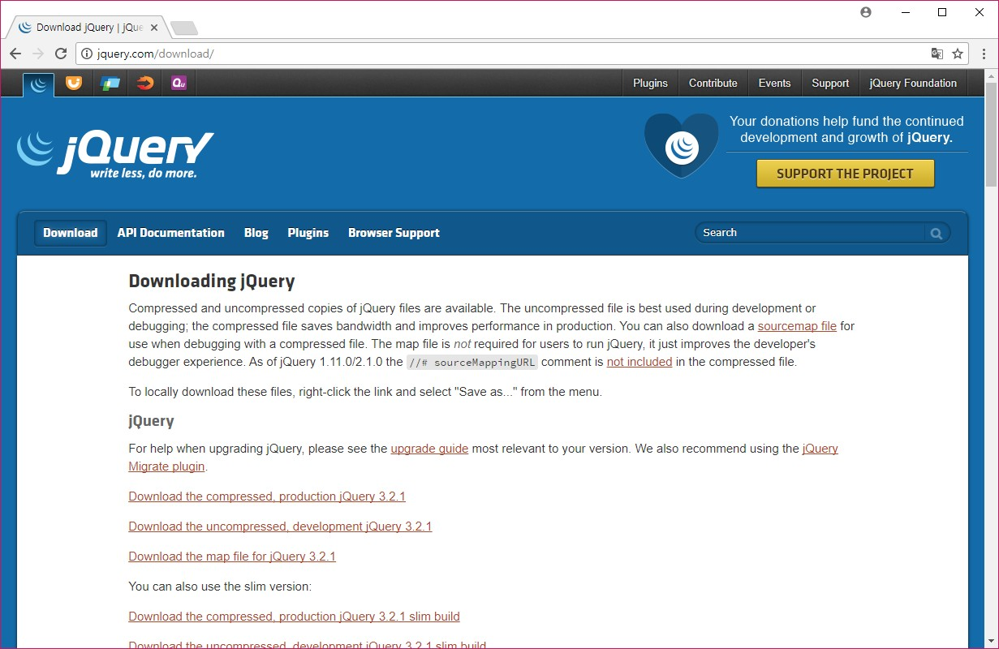 Download jQuery | jQue
jquery.com/download/
Qu
Plugins
Contribute
Events
Support
jQuery Foundation
jQuery
write less, do more.
Your donations help fund the continued
development and growth of jQuery.
SUPPORT THE PROJECT
Download
API Documentation
Blog
Plugins
Browser Support
Search
Downloading jQuery
Compressed and uncompressed copies of jQuery files are available. The uncompressed file is best used during development or
debugging; the compressed file saves bandwidth and improves performance in production. You can also download a sourcemap file for
use when debugging with a compressed file. The map file is not required for users to run jQuery, it just improves the developer's
debugger experience. As of jQuery 1.11.0/2.1.0 the //# sourceMappingURL comment is not included in the compressed file.
To locally download these files, right-click the link and select "Save as..." from the menu.
jQuery
For help when upgrading jQuery, please see the upgrade guide most relevant to your version. We also recommend using the jQuery
Migrate plugin.
Download the compressed, production jQuery 3.2.1
Download the uncompressed, development jQuery 3.2.1
Download the map file for jQuery 3.2.1
You can also use the slim version:
Download the compressed, production jQuery 3.2.1 slim build
Download the uncompressed, development jQuery 3.2.1 slim build